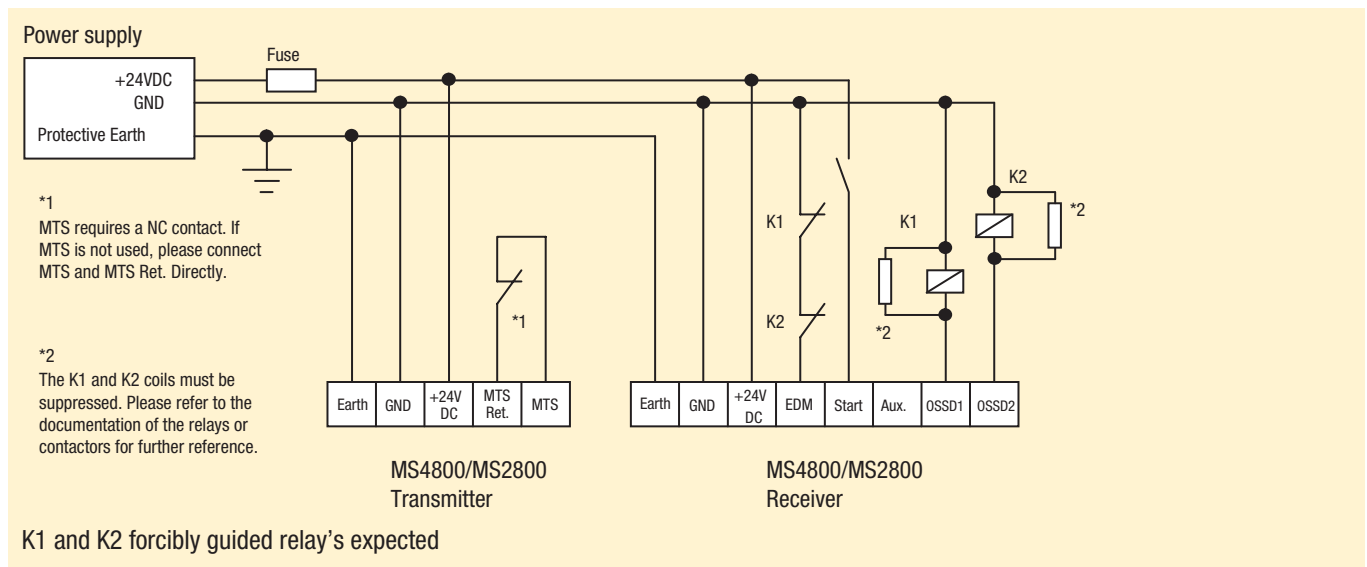 Power supply
Fuse
+24VDC
GND
Protective Earth
*1
MTS requires a NC contact. If
MTS is not used, please connect
MTS and MTS Ret. Directly.
*2
The K1 and K2 coils must be
suppressed. Please refer to the
documentation of the relays or
contactors for further reference.
*1
K1
K2
K1
*2
K2
*2
Earth
GND
+24V
DC
MTS
Ret.
MTS
Earth
GND
+24V
DC
EDM
Start
Aux.
OSSD1
OSSD2
MS4800/MS2800
Transmitter
MS4800/MS2800
Receiver
K1 and K2 forcibly guided relay's expected